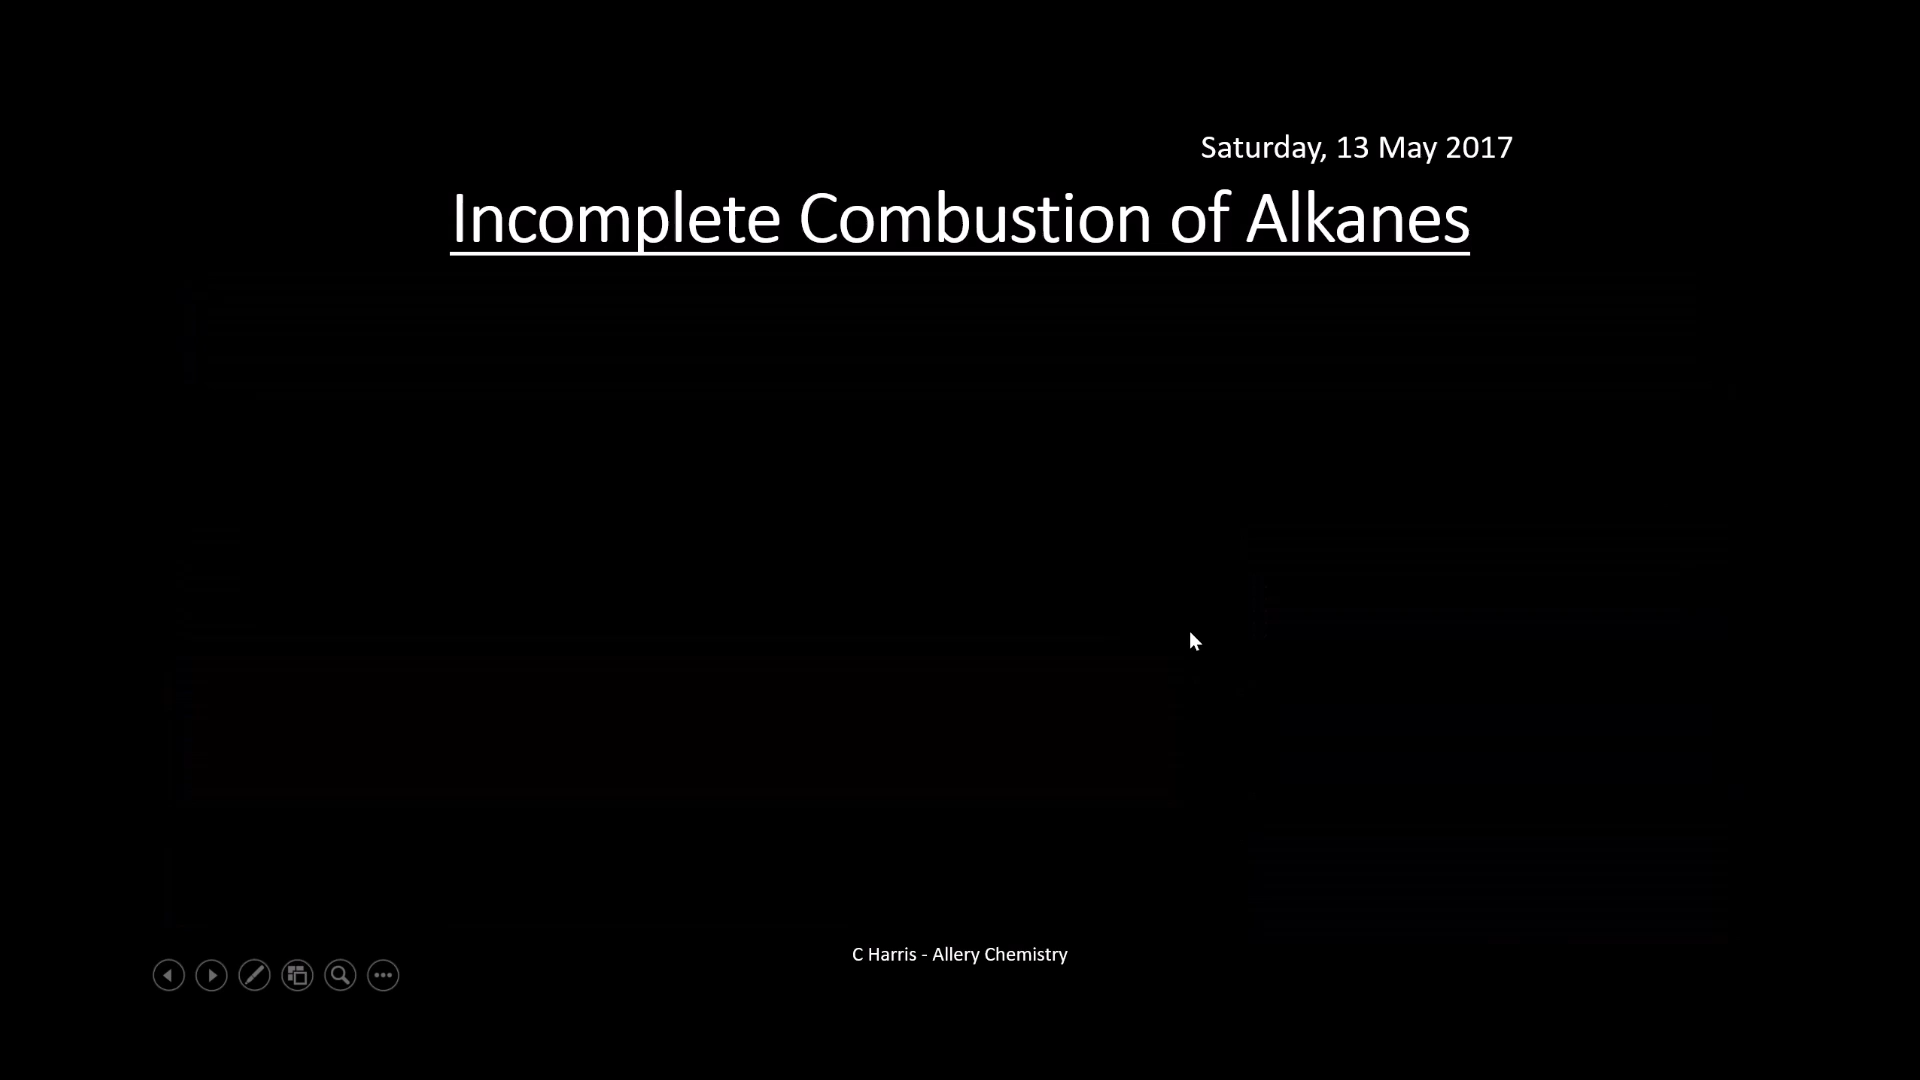 Saturday, 13 May 2017
Incomplete Combustion of Alkanes
C Harris - Allery Chemistry